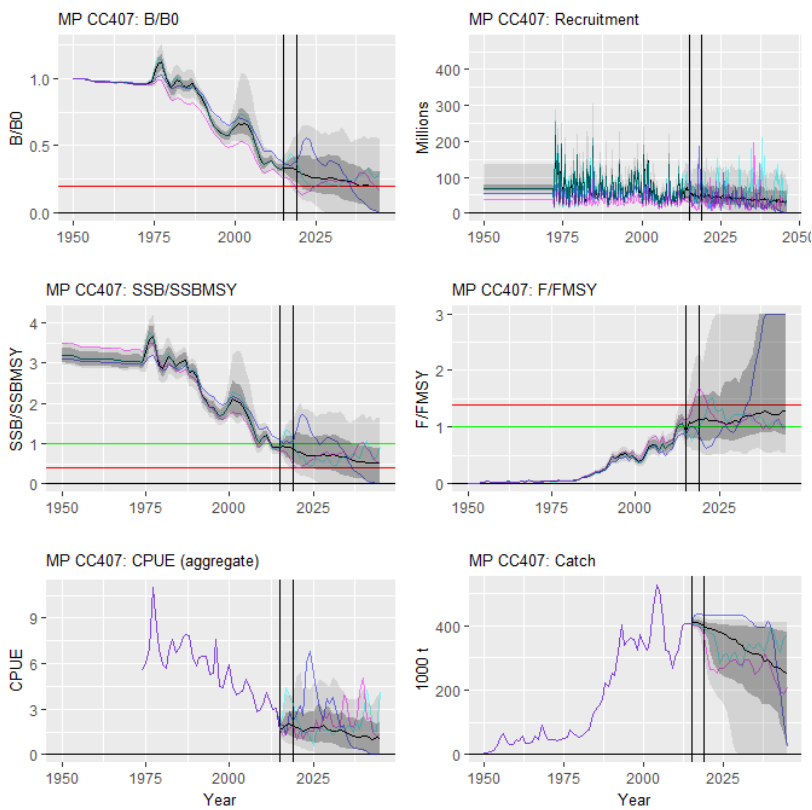 MP CC407: B/B0
B/B0
1.0
0.5
0.0
1950 1975 2000 2025
MP CC407: Recruitment
Millions
400
300
200
100
0
1950 1975 2000 2025 2050
MP CC407: SSB/SSBMSY
SSB/SSBMSY
4
3
2
1
0
1950 1975 2000 2025
MP CC407: F/FMSY
F/FMSY
3
2
1
0
1950 1975 2000 2025
MP CC407: CPUE (aggregate)
CPUE
9
6
3
0
1950 1975 2000 2025
Year
MP CC407: Catch
1000 t
400
200
0
1950 1975 2000 2025
Year